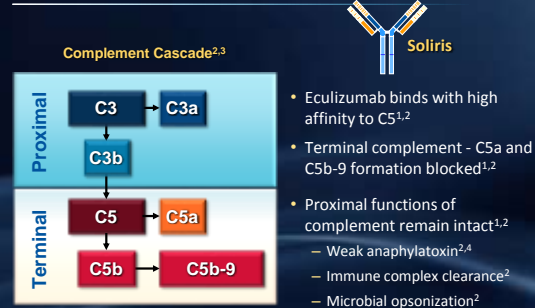 Soliris
Complement Cascade2,3
Proximal
C3
C3a
C3b
Terminal
C5
C5a
C5b
C5b-9
• Eculizumab binds with high
affinity to C51,2
• Terminal complement - C5a and
C5b-9 formation blocked1,2
• Proximal functions of
complement remain intact1,2
– Weak anaphylatoxin2,4
– Immune complex clearance2
– Microbial opsonization2